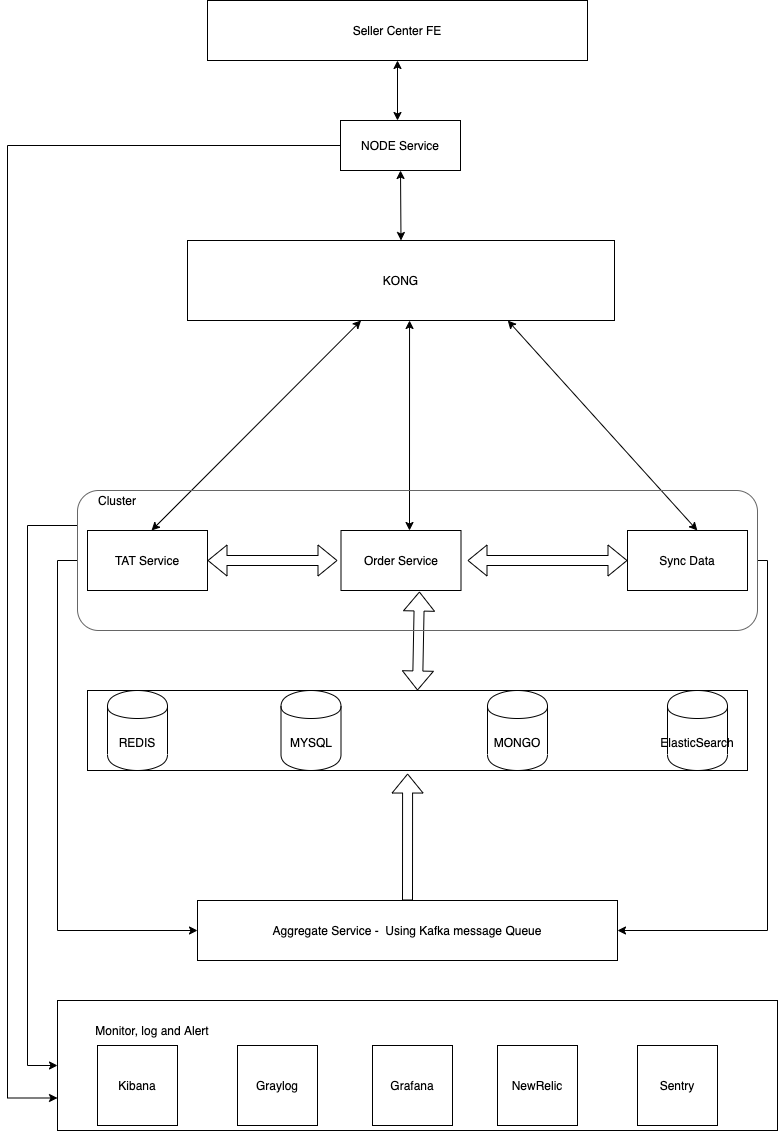 Seller Center FE
NODE Service
KONG
Cluster
TAT Service
Order Service
Sync Data
REDIS
MYSQL
MONGO
ElasticSearch
Aggregate Service - Using Kafka message Queue
Monitor, log and Alert
Kibana
Graylog
Grafana
NewRelic
Sentry